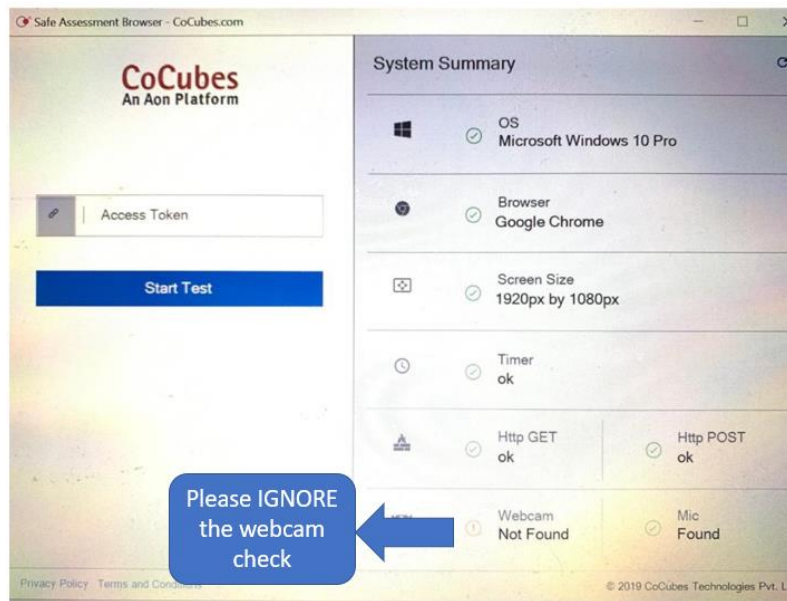 Safe Assessment Browser - CoCubes.com
CoCubes
An Aon Platform
Access Token
Start Test
System Summary
OS
Microsoft Windows 10 Pro
Browser
Google Chrome
Screen Size
1920px by 1080px
Timer
ok
Http GET
ok
Http POST
ok
Webcam
Not Found
Mic
Found
Please IGNORE
the webcam
check
Privacy Policy Terms and
© 2019 CoCubes Technologies Pvt.